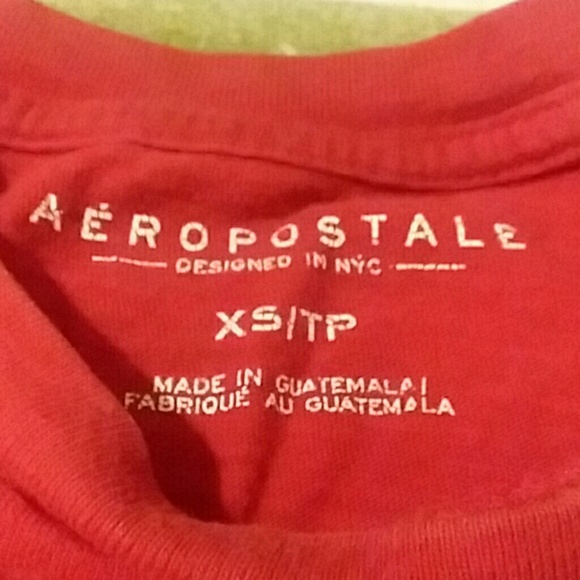 AÉROPOSTALE
DESIGNED IN NYC
XS/TP
MADE IN GUATEMALA/
FABRIQUÉ AU GUATEMALA